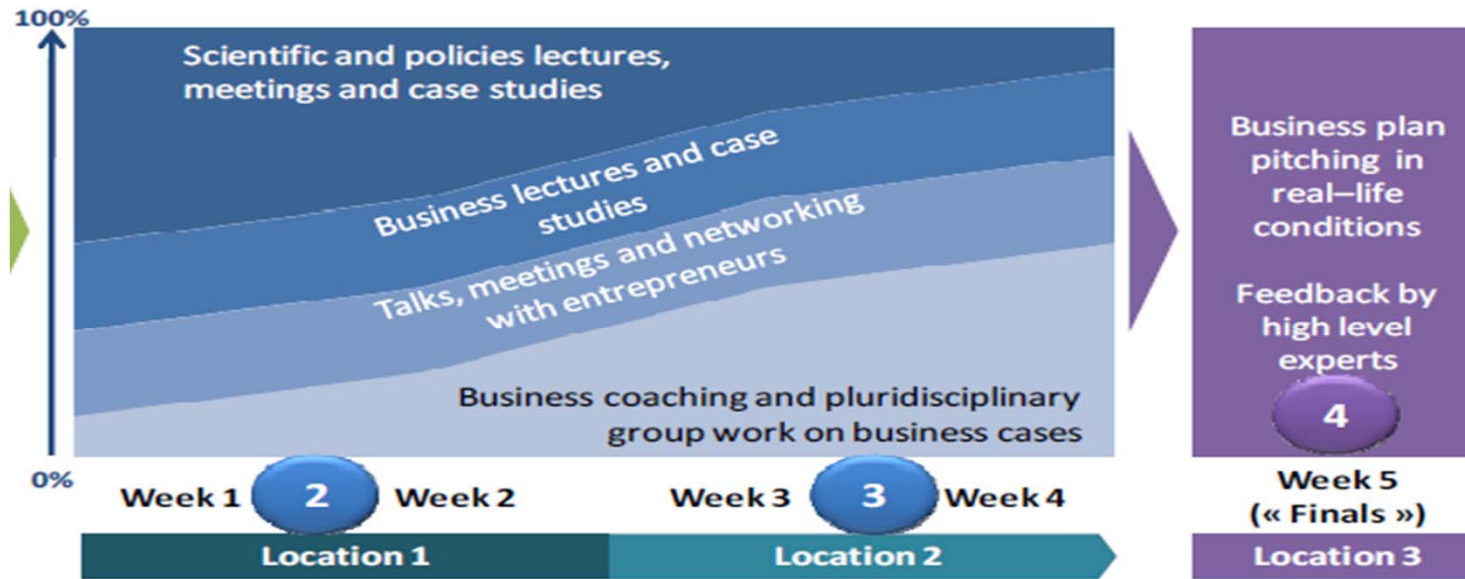 100%
Scientific and policies lectures,
meetings and case studies
Business lectures and case
studies
Talks, meetings and networking
with entrepreneurs
Business coaching and pluridisciplinary
group work on business cases
0%
Week 1
2
Week 2
Week 3
3
Week 4
Location 1
Location 2
Business plan
pitching in
real–life
conditions
Feedback by
high level
experts
4
Week 5
(« Finals »)
Location 3